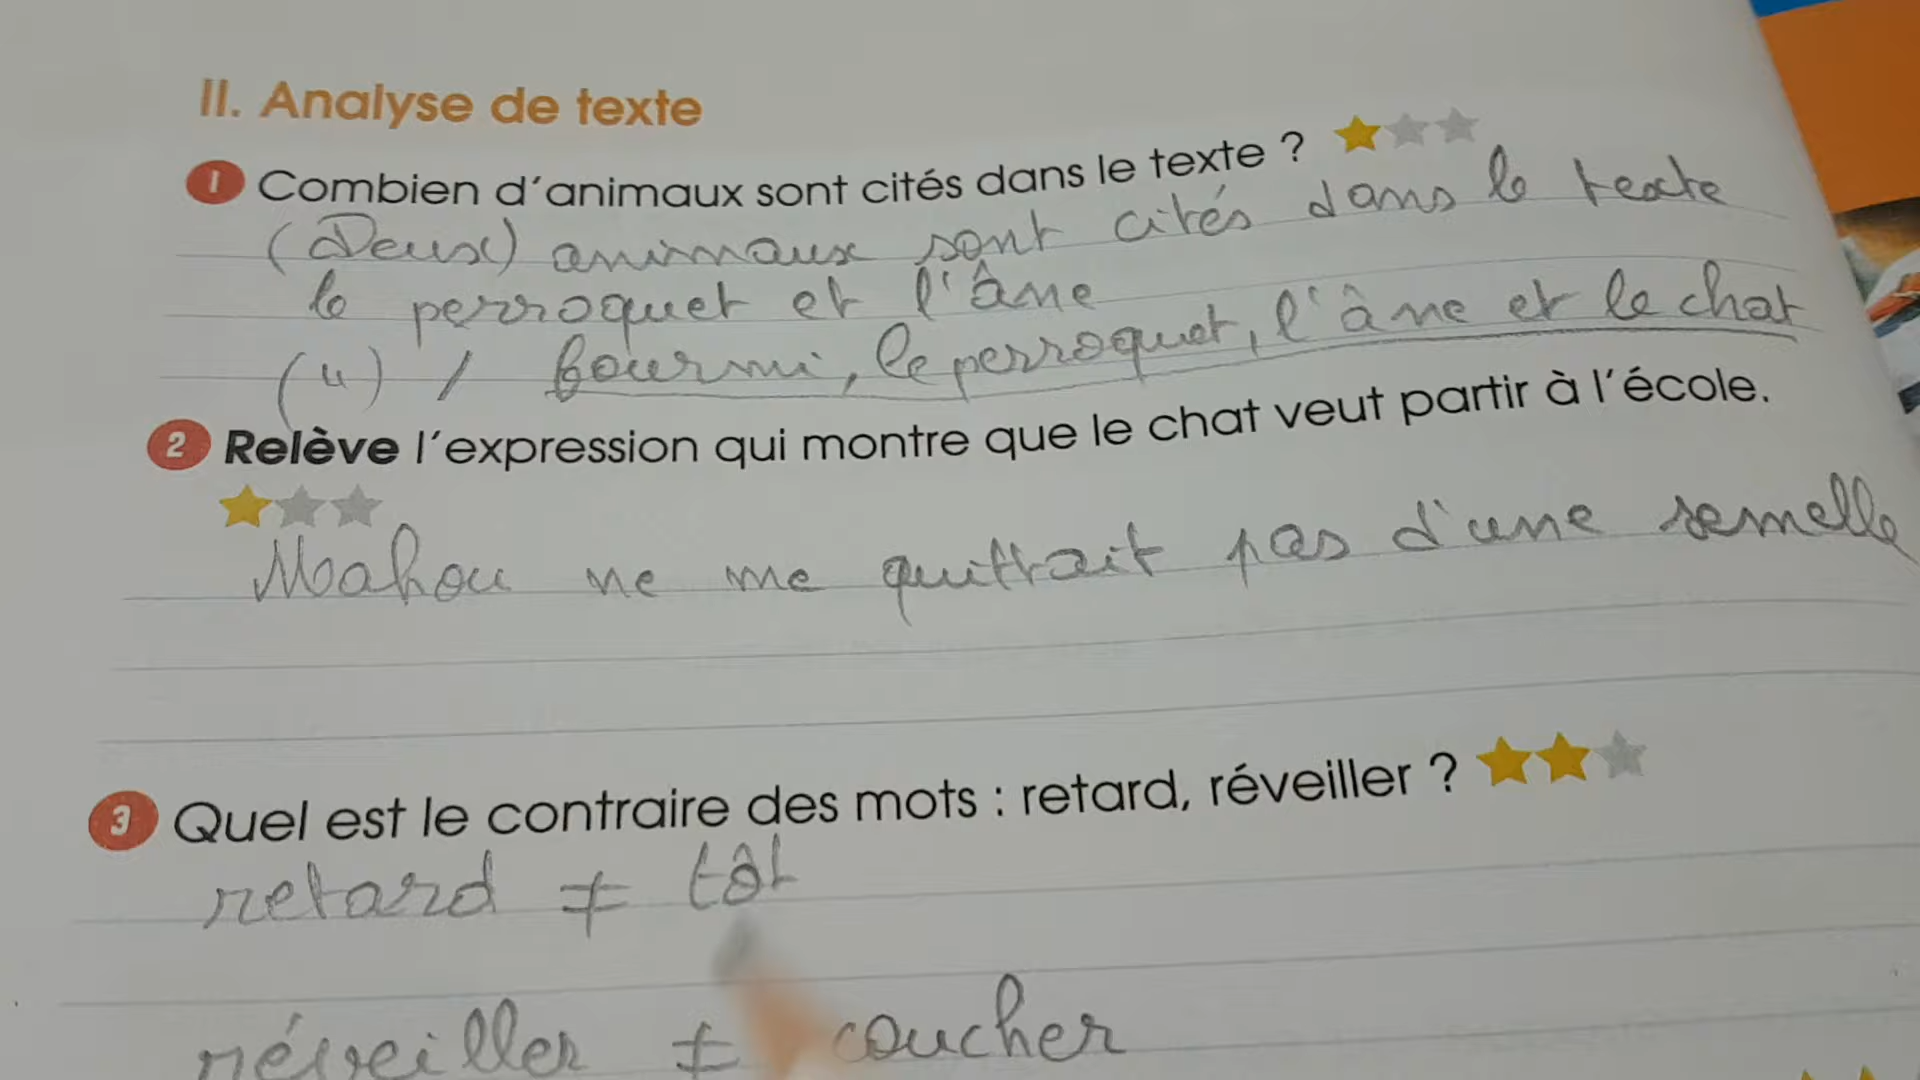 II. Analyse de texte
1 Combien d'animaux sont cités dans le texte ?
(Deux) animaux sont cités dans le texte
le perroquet et l'âne
(4) / fourmi, le perroquet, l'âne et le chat
2 Relève l'expression qui montre que le chat veut partir à l'école.
Mahou ne me quittait pas d'une semelle
3 Quel est le contraire des mots : retard, réveiller ?
retard ≠ tôt
réveiller ≠ coucher